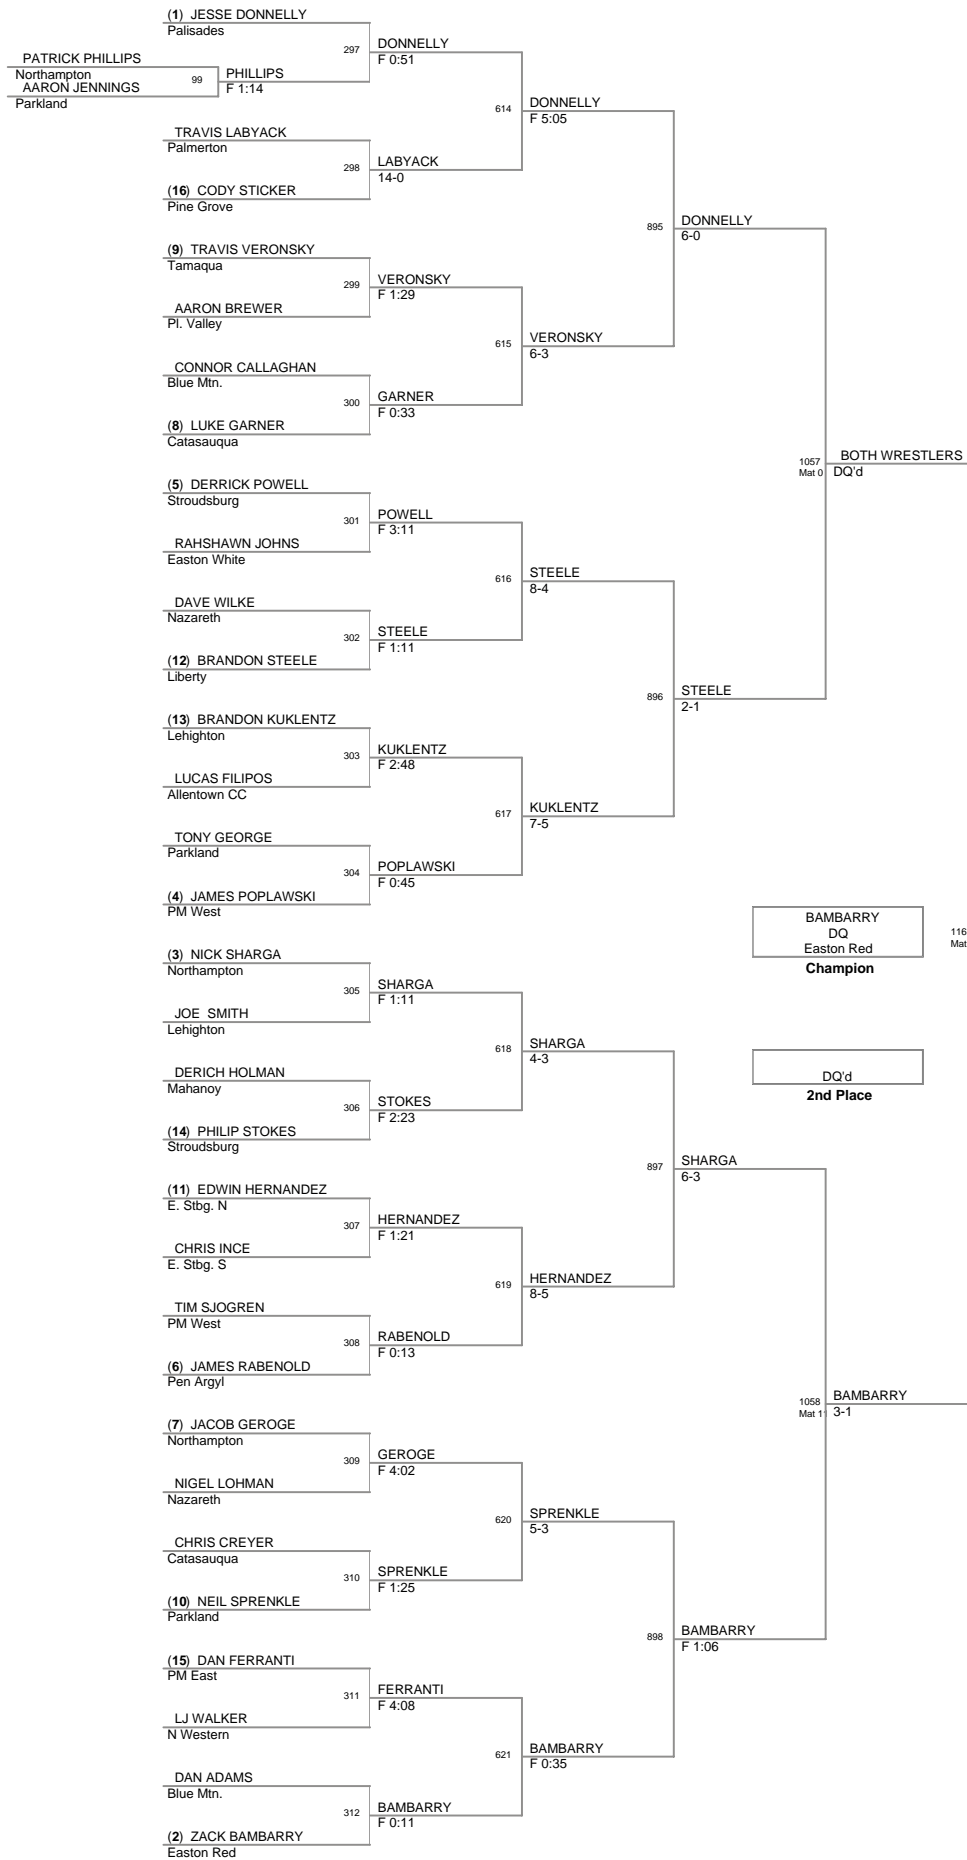 (1) JESSE DONNELLY
Palisades
297
DONNELLY
F 0:51
PATRICK PHILLIPS
Northampton
99
PHILLIPS
F 1:14
AARON JENNINGS
Parkland
614
DONNELLY
F 5:05
TRAVIS LABYACK
Palmerton
298
LABYACK
14-0
(16) CODY STICKER
Pine Grove
895
DONNELLY
6-0
(9) TRAVIS VERONSKY
Tamaqua
299
VERONSKY
F 1:29
AARON BREWER
Pl. Valley
615
VERONSKY
6-3
CONNOR CALLAGHAN
Blue Mtn.
300
GARNER
F 0:33
(8) LUKE GARNER
Catasauqua
1057
Mat 0
BOTH WRESTLERS
DQ'd
(5) DERRICK POWELL
Stroudsburg
301
POWELL
F 3:11
RAHSHAWN JOHNS
Easton White
616
STEELE
8-4
DAVE WILKE
Nazareth
302
STEELE
F 1:11
(12) BRANDON STEELE
Liberty
896
STEELE
2-1
(13) BRANDON KUKLENTZ
Lehighton
303
KUKLENTZ
F 2:48
LUCAS FILIPOS
Allentown CC
617
KUKLENTZ
7-5
TONY GEORGE
Parkland
304
POPLAWSKI
F 0:45
(4) JAMES POPLAWSKI
PM West
BAMBARRY
DQ
Easton Red
Champion
116
Mat
(3) NICK SHARGA
Northampton
305
SHARGA
F 1:11
JOE SMITH
Lehighton
618
SHARGA
4-3
DQ'd
2nd Place
DERICH HOLMAN
Mahanoy
306
STOKES
F 2:23
(14) PHILIP STOKES
Stroudsburg
897
SHARGA
6-3
(11) EDWIN HERNANDEZ
E. Stbg. N
307
HERNANDEZ
F 1:21
CHRIS INCE
E. Stbg. S
619
HERNANDEZ
8-5
TIM SJOGREN
PM West
308
RABENOLD
F 0:13
(6) JAMES RABENOLD
Pen Argyl
1058
Mat 1
BAMBARRY
3-1
(7) JACOB GEROGE
Northampton
309
GEROGE
F 4:02
NIGEL LOHMAN
Nazareth
620
SPRENKLE
5-3
CHRIS CREYER
Catasauqua
310
SPRENKLE
F 1:25
(10) NEIL SPRENKLE
Parkland
898
BAMBARRY
F 1:06
(15) DAN FERRANTI
PM East
311
FERRANTI
F 4:08
LJ WALKER
N Western
621
BAMBARRY
F 0:35
DAN ADAMS
Blue Mtn.
312
BAMBARRY
F 0:11
(2) ZACK BAMBARRY
Easton Red